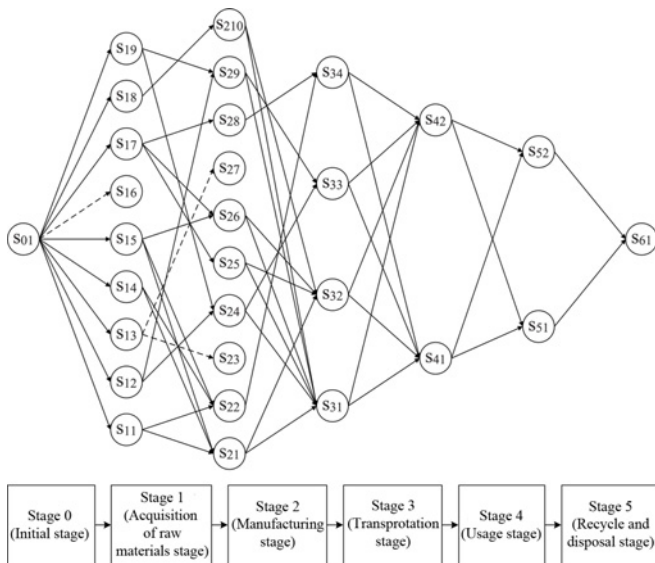 S210
S19
S29
S34
S18
S28
S42
S17
S52
S27
S16
S33
S26
S01
S15
S61
S25
S14
S32
S24
S13
S51
S23
S41
S12
S22
S31
S11
S21
Stage 0
(Initial stage)
Stage 1
(Acquisition
of raw
materials stage)
Stage 2
(Manufacturing
stage)
Stage 3
(Transprotation
stage)
Stage 4
(Usage stage)
Stage 5
(Recycle and
disposal stage)